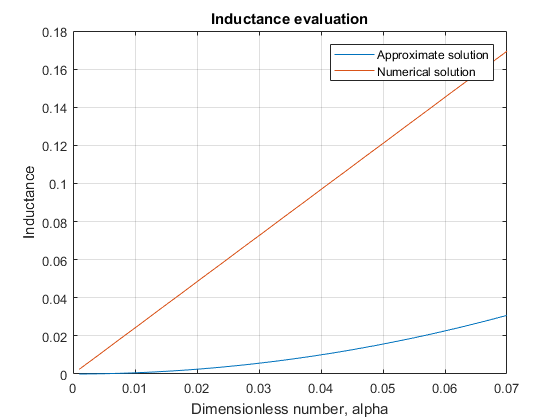 Inductance evaluation
0.18
0.16
0.14
0.12
0.1
0.08
0.06
0.04
0.02
0
Inductance
Approximate solution
Numerical solution
0 0.01 0.02 0.03 0.04 0.05 0.06 0.07
Dimensionless number, alpha